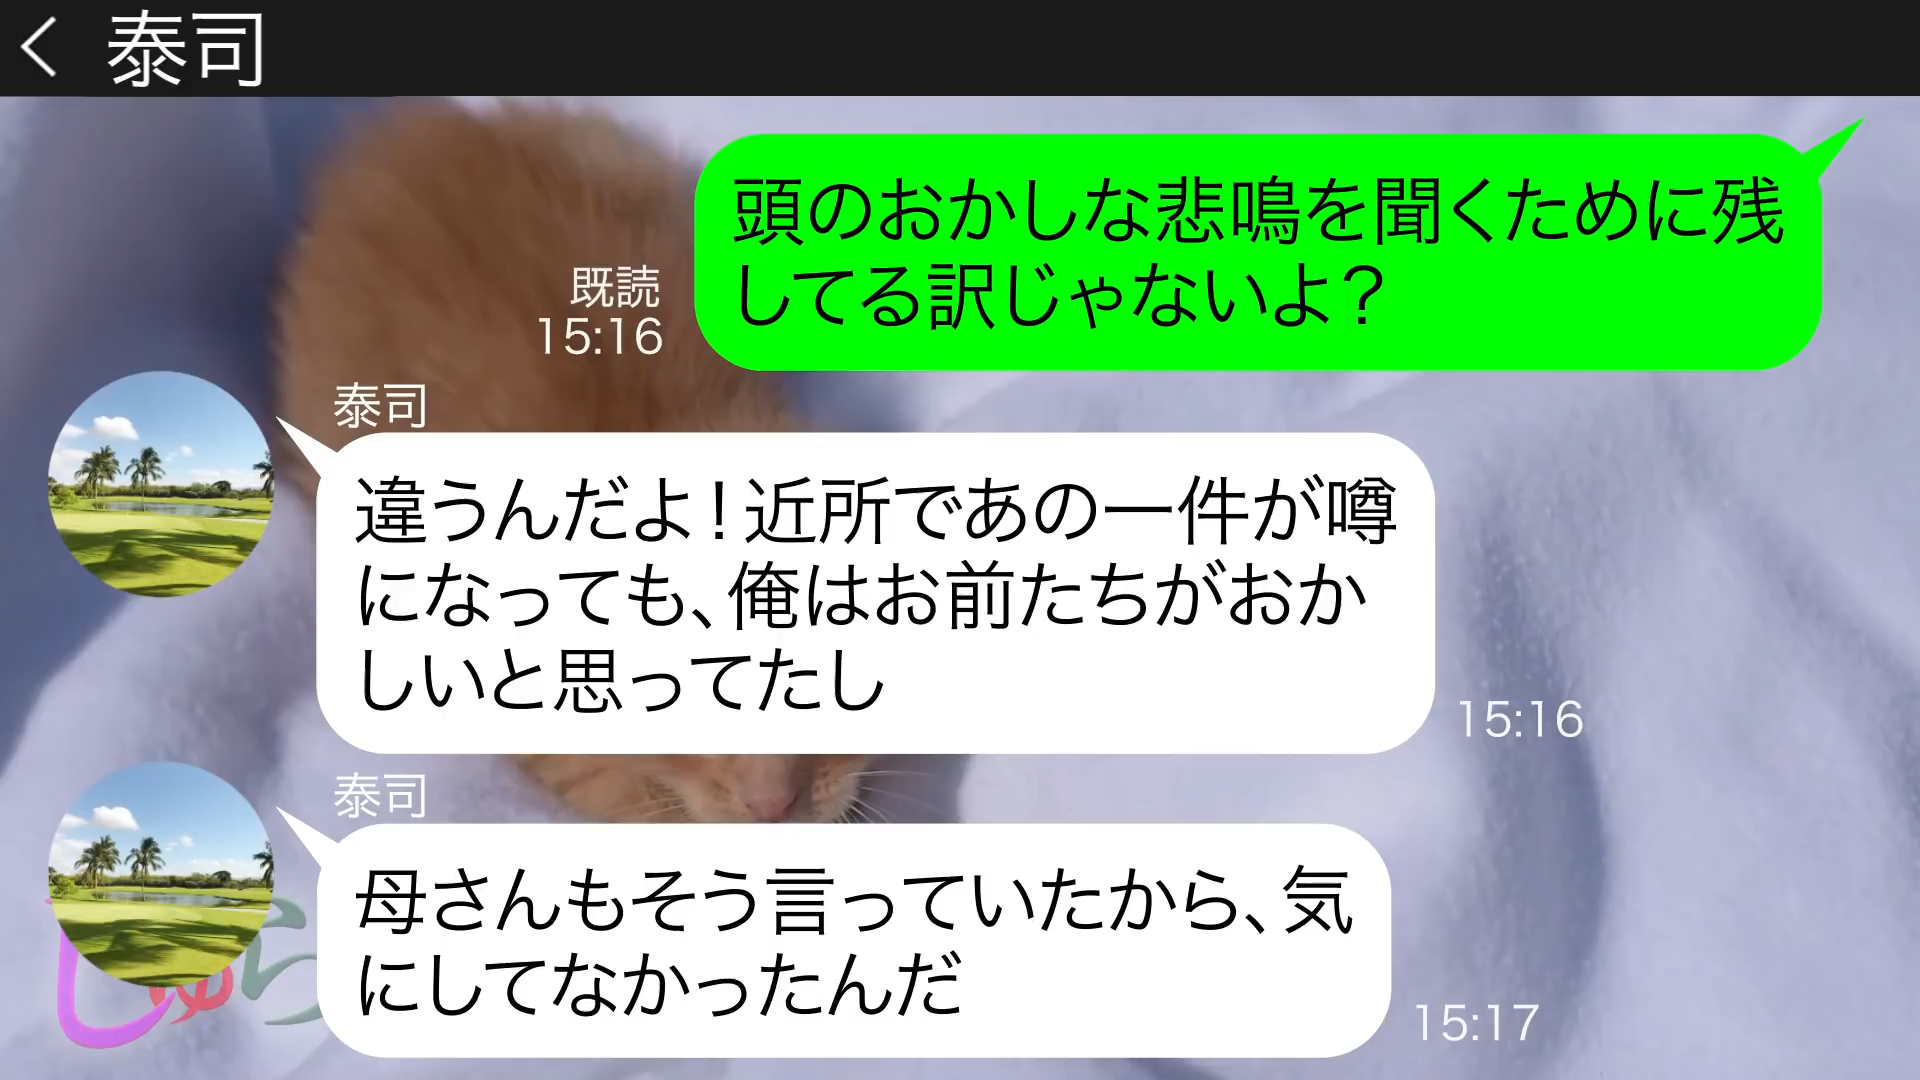 泰司
頭のおかしな悲鳴を聞くために残
してる訳じゃないよ？
既読
15:16
泰司
違うんだよ！近所であの一件が噂
になっても、俺はお前たちがおか
しいと思ってたし
15:16
泰司
母さんもそう言っていたから、気
にしてなかったんだ
15:17